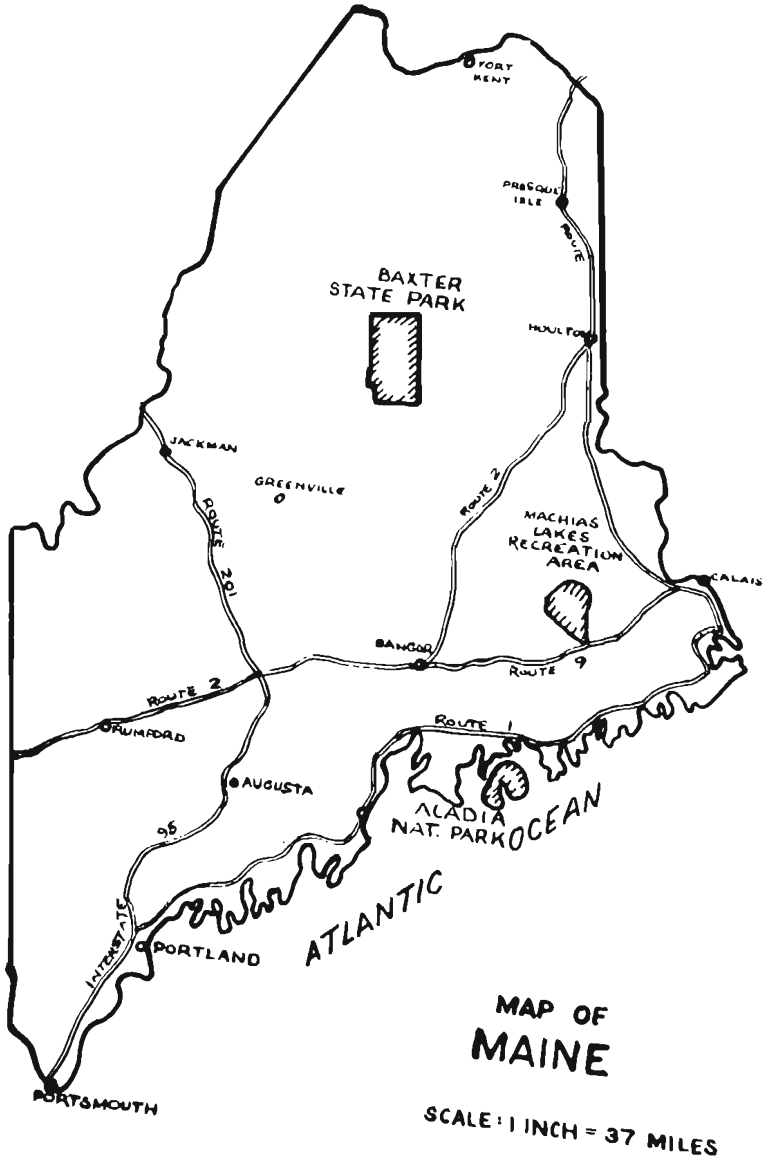 FORT
KENT
PRESQUE
ISLE
ROUTE
BAXTER
STATE PARK
HOULTON
JACKMAN
GREENVILLE
ROUTE 2
ROUTE 201
MACHIAS
LAKES
RECREATION
AREA
CALAIS
BANGOR
ROUTE 9
ROUTE 2
RUMFORD
ROUTE 1
AUGUSTA
ACADIA
NAT. PARK
ATLANTIC OCEAN
95
INTERSTATE
PORTLAND
MAP OF
MAINE
PORTSMOUTH
SCALE: 1 INCH = 37 MILES